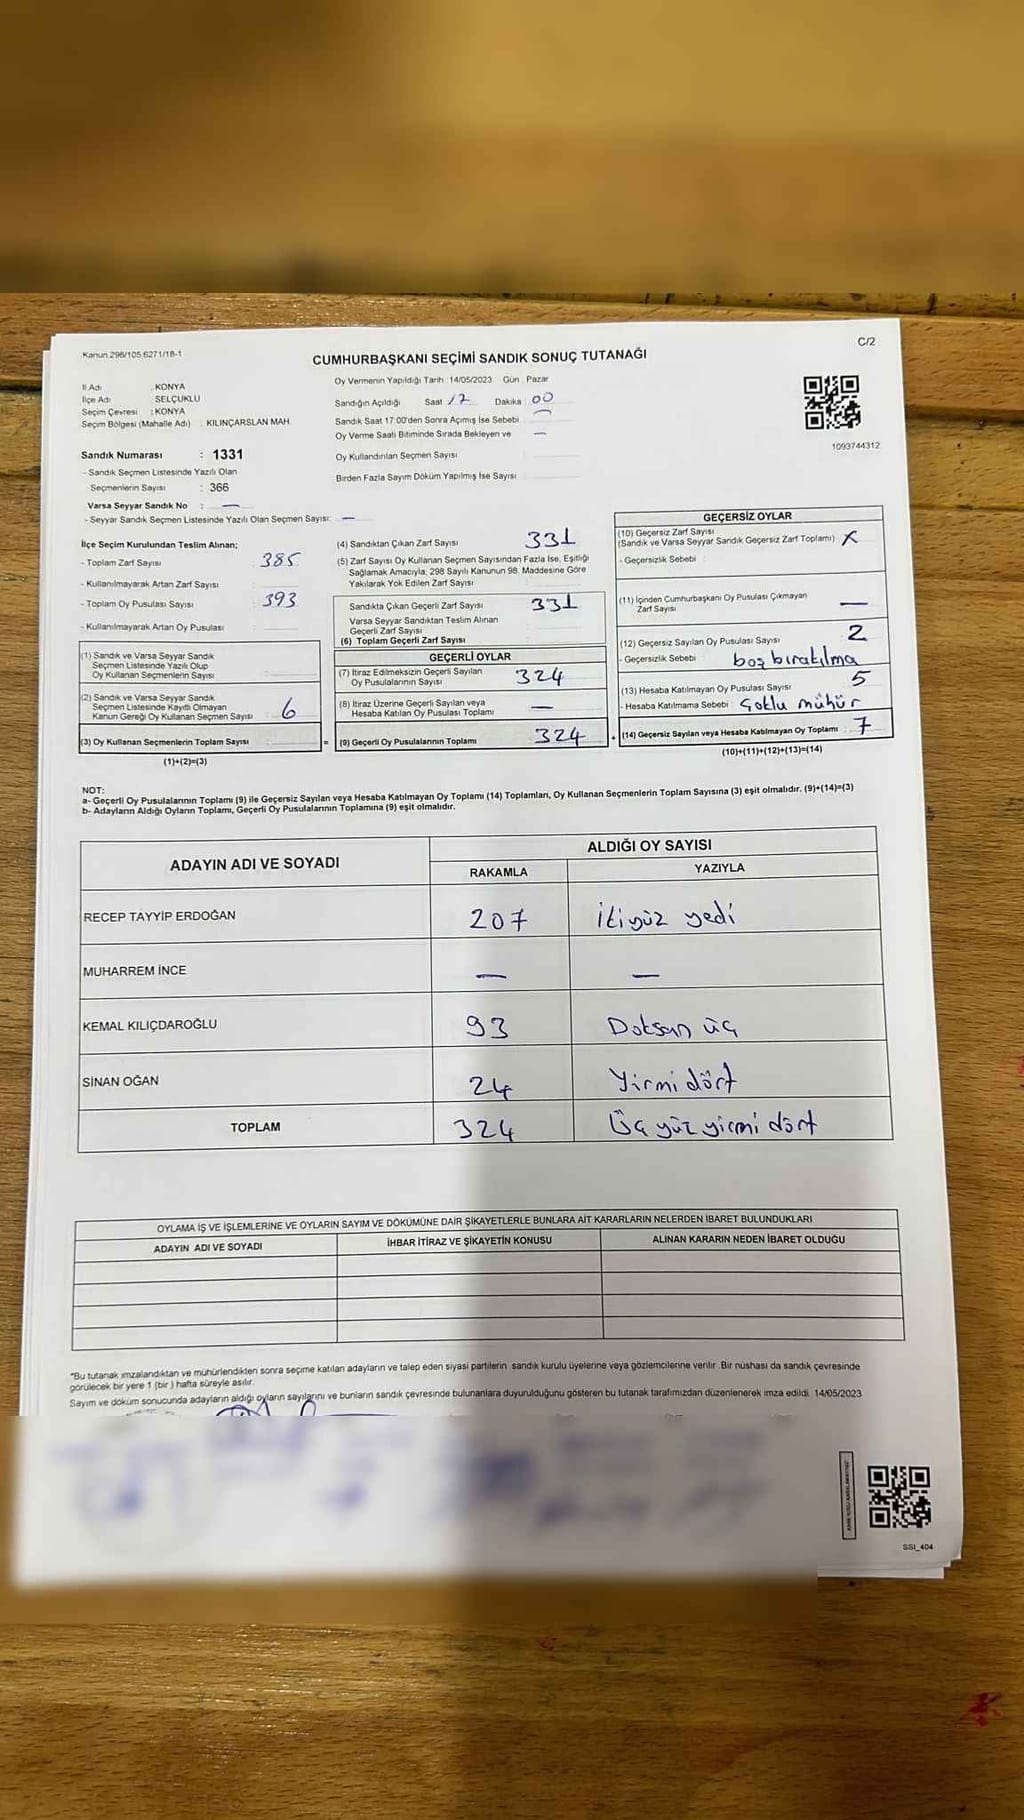 Kanun.298/105,6271/18-1
C/2
CUMHURBAŞKANI SEÇİMİ SANDIK SONUÇ TUTANAĞI
İl Adı : KONYA
İlçe Adı : SELÇUKLU
Seçim Çevresi : KONYA
Seçim Bölgesi (Mahalle Adı) : KILINÇARSLAN MAH
Sandık Numarası : 1331
- Sandık Seçmen Listesinde Yazılı Olan
Seçmenlerin Sayısı : 366
Varsa Seyyar Sandık No : —
- Seyyar Sandık Seçmen Listesinde Yazılı Olan Seçmen Sayısı: —
Oy Vermenin Yapıldığı Tarih :14/05/2023 Gün : Pazar
Sandığın Açıldığı Saat 17 Dakika 00
Sandık Saat 17:00'den Sonra Açımış İse Sebebi —
Oy Verme Saati Bitiminde Sırada Bekleyen ve —
Oy Kullandırılan Seçmen Sayısı
Birden Fazla Sayım Döküm Yapılmış İse Sayısı
1093744312
İlçe Seçim Kurulundan Teslim Alınan;
- Toplam Zarf Sayısı : 385
- Kullanılmayarak Artan Zarf Sayısı :
- Toplam Oy Pusulası Sayısı : 393
- Kullanılmayarak Artan Oy Pusulası :
(1) Sandık ve Varsa Seyyar Sandık
Seçmen Listesinde Yazılı Olup
Oy Kullanan Seçmenlerin Sayısı :
(2) Sandık ve Varsa Seyyar Sandık
Seçmen Listesinde Kayıtlı Olmayan
Kanun Gereği Oy Kullanan Seçmen Sayısı : 6
(3) Oy Kullanan Seçmenlerin Toplam Sayısı :
(1)+(2)=(3)
(4) Sandıktan Çıkan Zarf Sayısı 331
(5) Zarf Sayısı Oy Kullanan Seçmen Sayısından Fazla İse, Eşitliği
Sağlamak Amacıyla, 298 Sayılı Kanunun 98. Maddesine Göre
Yakılarak Yok Edilen Zarf Sayısı
Sandıkta Çıkan Geçerli Zarf Sayısı 331
Varsa Seyyar Sandıktan Teslim Alınan
Geçerli Zarf Sayısı
(6) Toplam Geçerli Zarf Sayısı
GEÇERLİ OYLAR
(7) İtiraz Edilmeksizin Geçerli Sayılan
Oy Pusulalarının Sayısı 324
(8) İtiraz Üzerine Geçerli Sayılan veya
Hesaba Katılan Oy Pusulası Toplamı —
= (9) Geçerli Oy Pusulalarının Toplamı 324
GEÇERSİZ OYLAR
(10) Geçersiz Zarf Sayısı
(Sandık ve Varsa Seyyar Sandık Geçersiz Zarf Toplamı) : X
- Geçersizlik Sebebi :
(11) İçinden Cumhurbaşkanı Oy Pusulası Çıkmayan
Zarf Sayısı —
(12) Geçersiz Sayılan Oy Pusulası Sayısı 2
- Geçersizlik Sebebi : boş bırakılma
(13) Hesaba Katılmayan Oy Pusulası Sayısı 5
- Hesaba Katılmama Sebebi : Çoklu mühür
+ (14) Geçersiz Sayılan veya Hesaba Katılmayan Oy Toplamı : 7
(10)+(11)+(12)+(13)=(14)
NOT:
a- Geçerli Oy Pusulalarının Toplamı (9) ile Geçersiz Sayılan veya Hesaba Katılmayan Oy Toplamı (14) Toplamları, Oy Kullanan Seçmenlerin Toplam Sayısına (3) eşit olmalıdır. (9)+(14)=(3)
b- Adayların Aldığı Oyların Toplamı, Geçerli Oy Pusulalarının Toplamına (9) eşit olmalıdır.
ADAYIN ADI VE SOYADI
ALDIĞI OY SAYISI
RAKAMLA YAZIYLA
RECEP TAYYİP ERDOĞAN 207 ikiyüz yedi
MUHARREM İNCE — —
KEMAL KILIÇDAROĞLU 93 Doksan üç
SİNAN OĞAN 24 Yirmi dört
TOPLAM 324 Üç yüz yirmi dört
OYLAMA İŞ VE İŞLEMLERİNE VE OYLARIN SAYIM VE DÖKÜMÜNE DAİR ŞİKAYETLERLE BUNLARA AİT KARARLARIN NELERDEN İBARET BULUNDUKLARI
ADAYIN ADI VE SOYADI İHBAR İTİRAZ VE ŞİKAYETİN KONUSU ALINAN KARARIN NEDEN İBARET OLDUĞU
*Bu tutanak imzalandıktan ve mühürlendikten sonra seçime katılan adayların ve talep eden siyasi partilerin sandık kurulu üyelerine veya gözlemcilerine verilir. Bir nüshası da sandık çevresinde
görülecek bir yere 1 (bir) hafta süreyle asılır.
Sayım ve döküm sonucunda adayların aldığı oyların sayılarını ve bunların sandık çevresinde bulunanlara duyurulduğunu gösteren bu tutanak tarafımızdan düzenlenerek imza edildi. 14/05/2023
SSI_404